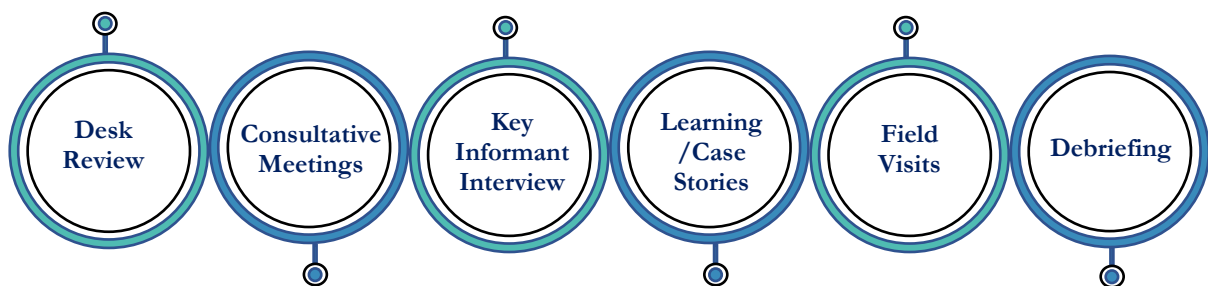 Desk
Review
Consultative
Meetings
Key
Informant
Interview
Learning
/Case
Stories
Field
Visits
Debriefing